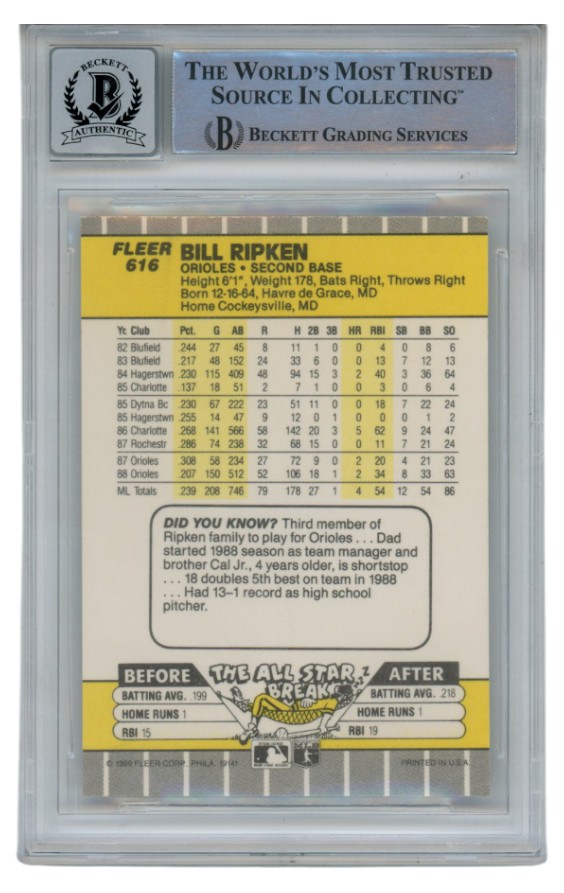 BECKETT
B
AUTHENTIC
THE WORLD'S MOST TRUSTED
SOURCE IN COLLECTING™
B BECKETT GRADING SERVICES
FLEER
616
BILL RIPKEN
ORIOLES • SECOND BASE
Height 6'1", Weight 178, Bats Right, Throws Right
Born 12-16-64, Havre de Grace, MD
Home Cockeysville, MD
Yr. Club Pct. G AB R H 2B 3B HR RBI SB BB SO
82 Blufield .244 27 45 8 11 1 0 0 4 0 8 6
83 Blufield .217 48 152 24 33 6 0 0 13 7 12 13
84 Hagerstwn .230 115 409 48 94 15 3 2 40 3 36 64
85 Charlotte .137 18 51 2 7 1 0 0 3 0 6 4
85 Dytna Bc .230 67 222 23 51 11 0 0 18 7 22 24
85 Hagerstwn .255 14 47 9 12 0 1 0 0 0 1 2
86 Charlotte .268 141 566 58 142 20 3 5 62 9 24 47
87 Rochestr .286 74 238 32 68 15 0 0 11 7 21 24
87 Orioles .308 58 234 27 72 9 0 2 20 4 21 23
88 Orioles .207 150 512 52 106 18 1 2 34 8 33 63
ML Totals .239 208 746 79 178 27 1 4 54 12 54 86
DID YOU KNOW? Third member of
Ripken family to play for Orioles . . . Dad
started 1988 season as team manager and
brother Cal Jr., 4 years older, is shortstop
. . . 18 doubles 5th best on team in 1988
. . . Had 13–1 record as high school
pitcher.
BEFORE THE ALL STAR BREAK z z AFTER
BATTING AVG. .199 BATTING AVG. .218
HOME RUNS 1 HOME RUNS 1
RBI 15 RBI 19
© 1989 FLEER CORP., PHILA. 19141 PRINTED IN U.S.A.